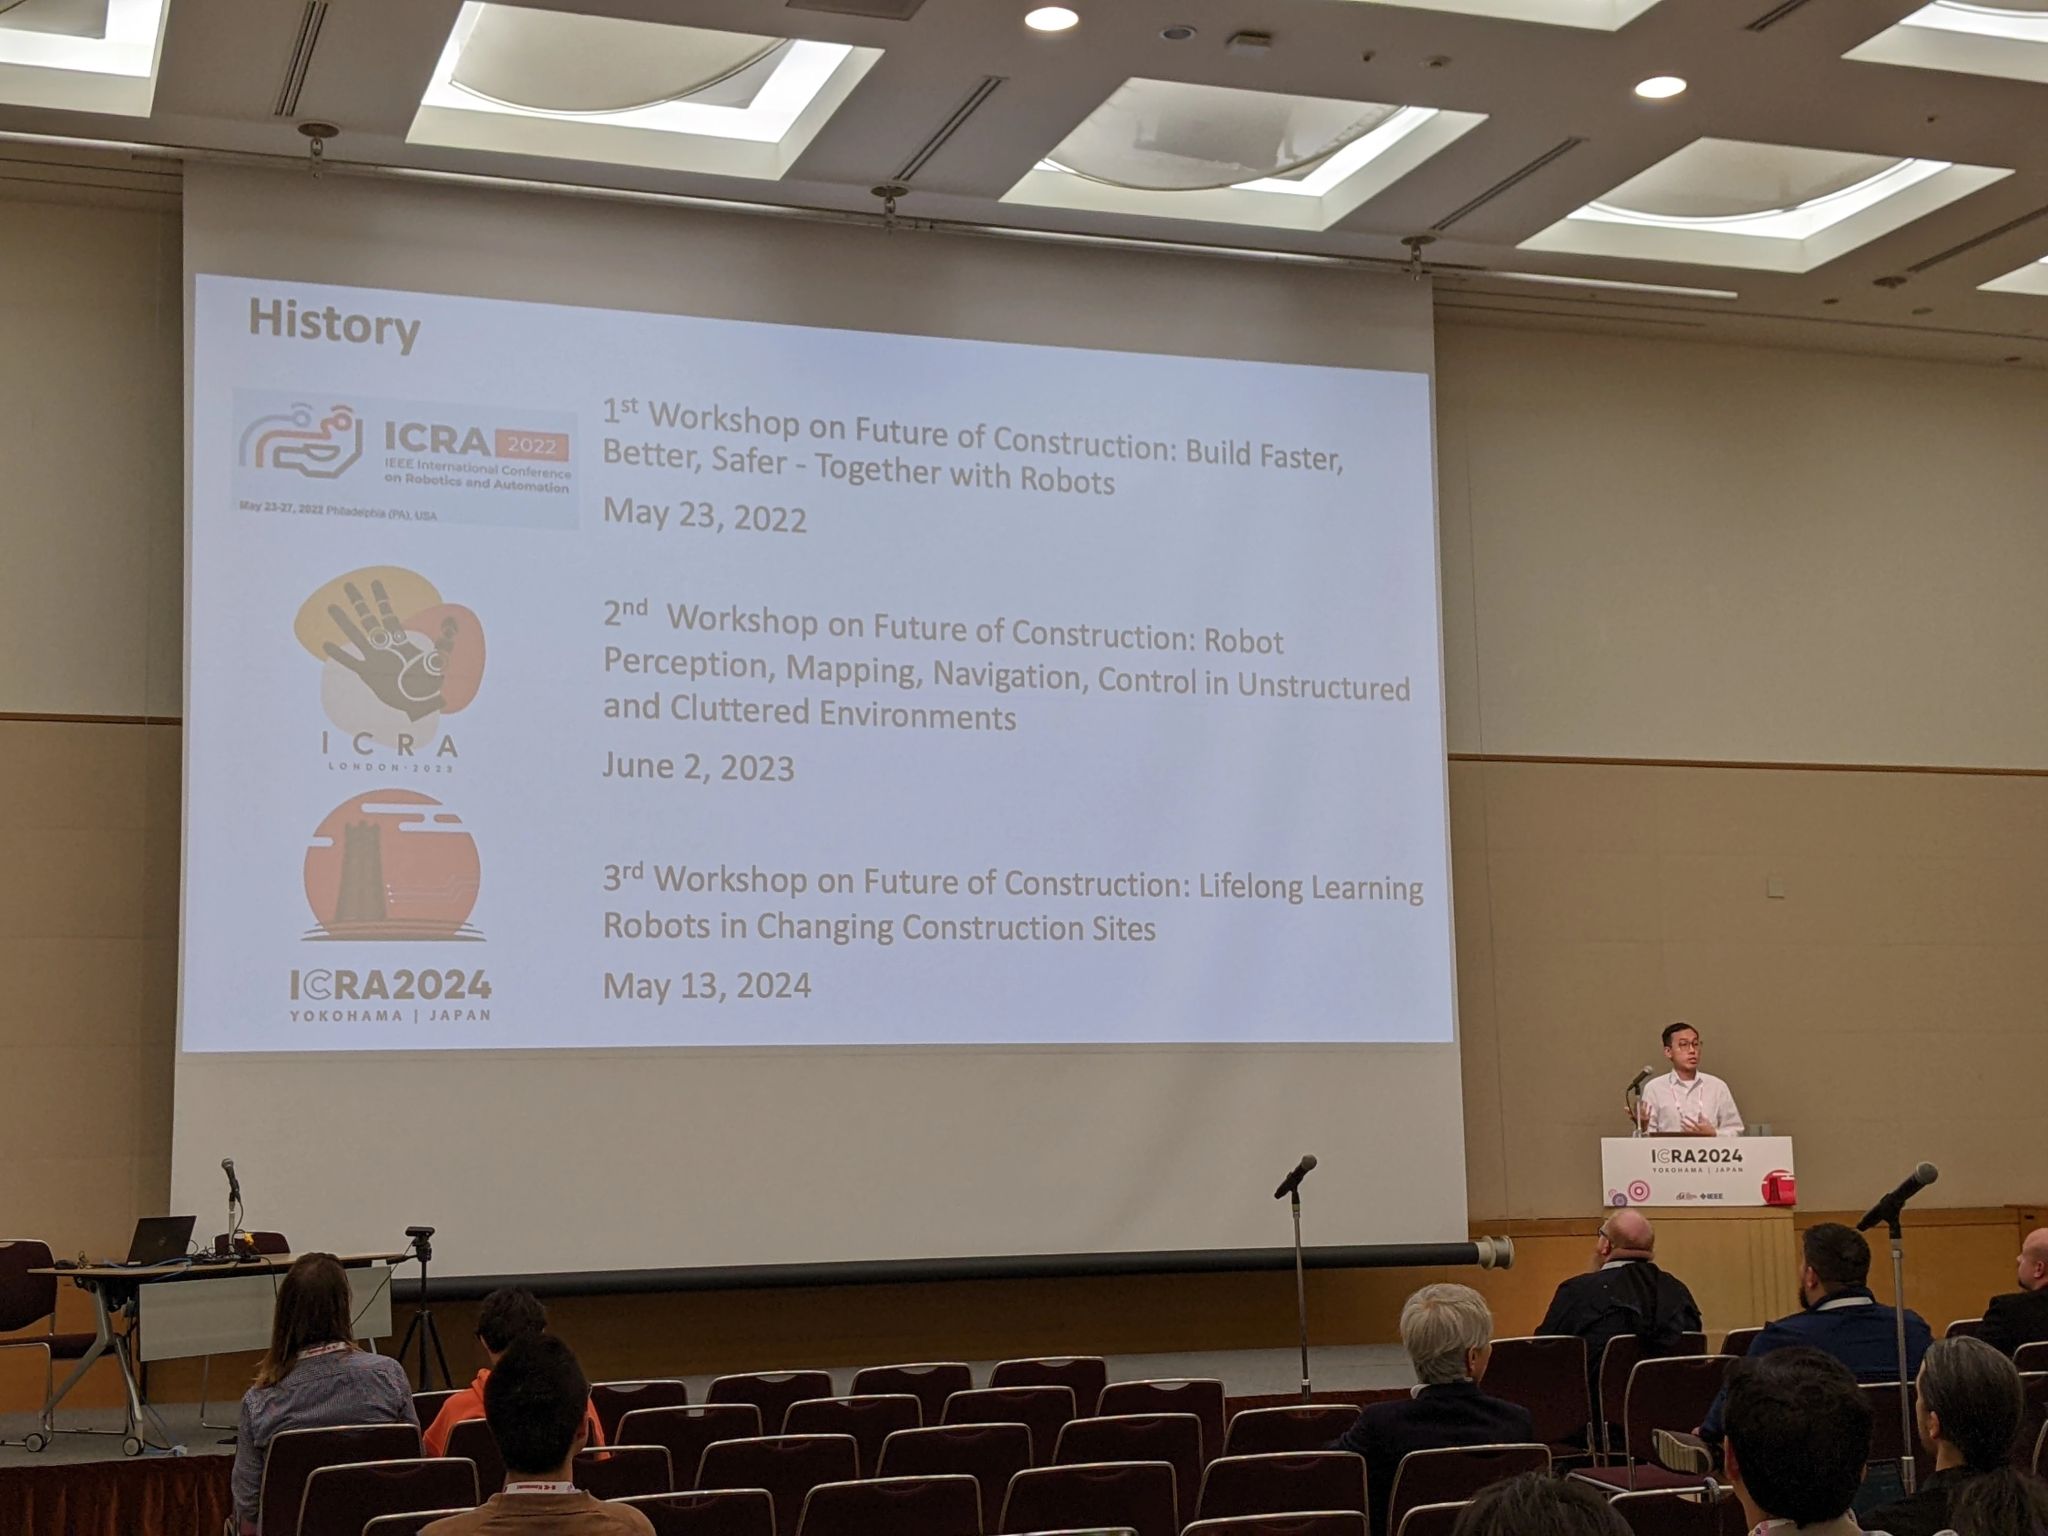 History
ICRA 2022
IEEE International Conference
on Robotics and Automation
May 23-27, 2022 Philadelphia (PA), USA
1st Workshop on Future of Construction: Build Faster,
Better, Safer - Together with Robots
May 23, 2022
ICRA
LONDON·2023
2nd Workshop on Future of Construction: Robot
Perception, Mapping, Navigation, Control in Unstructured
and Cluttered Environments
June 2, 2023
ICRA2024
YOKOHAMA | JAPAN
3rd Workshop on Future of Construction: Lifelong Learning
Robots in Changing Construction Sites
May 13, 2024
ICRA2024
YOKOHAMA | JAPAN
IEEE